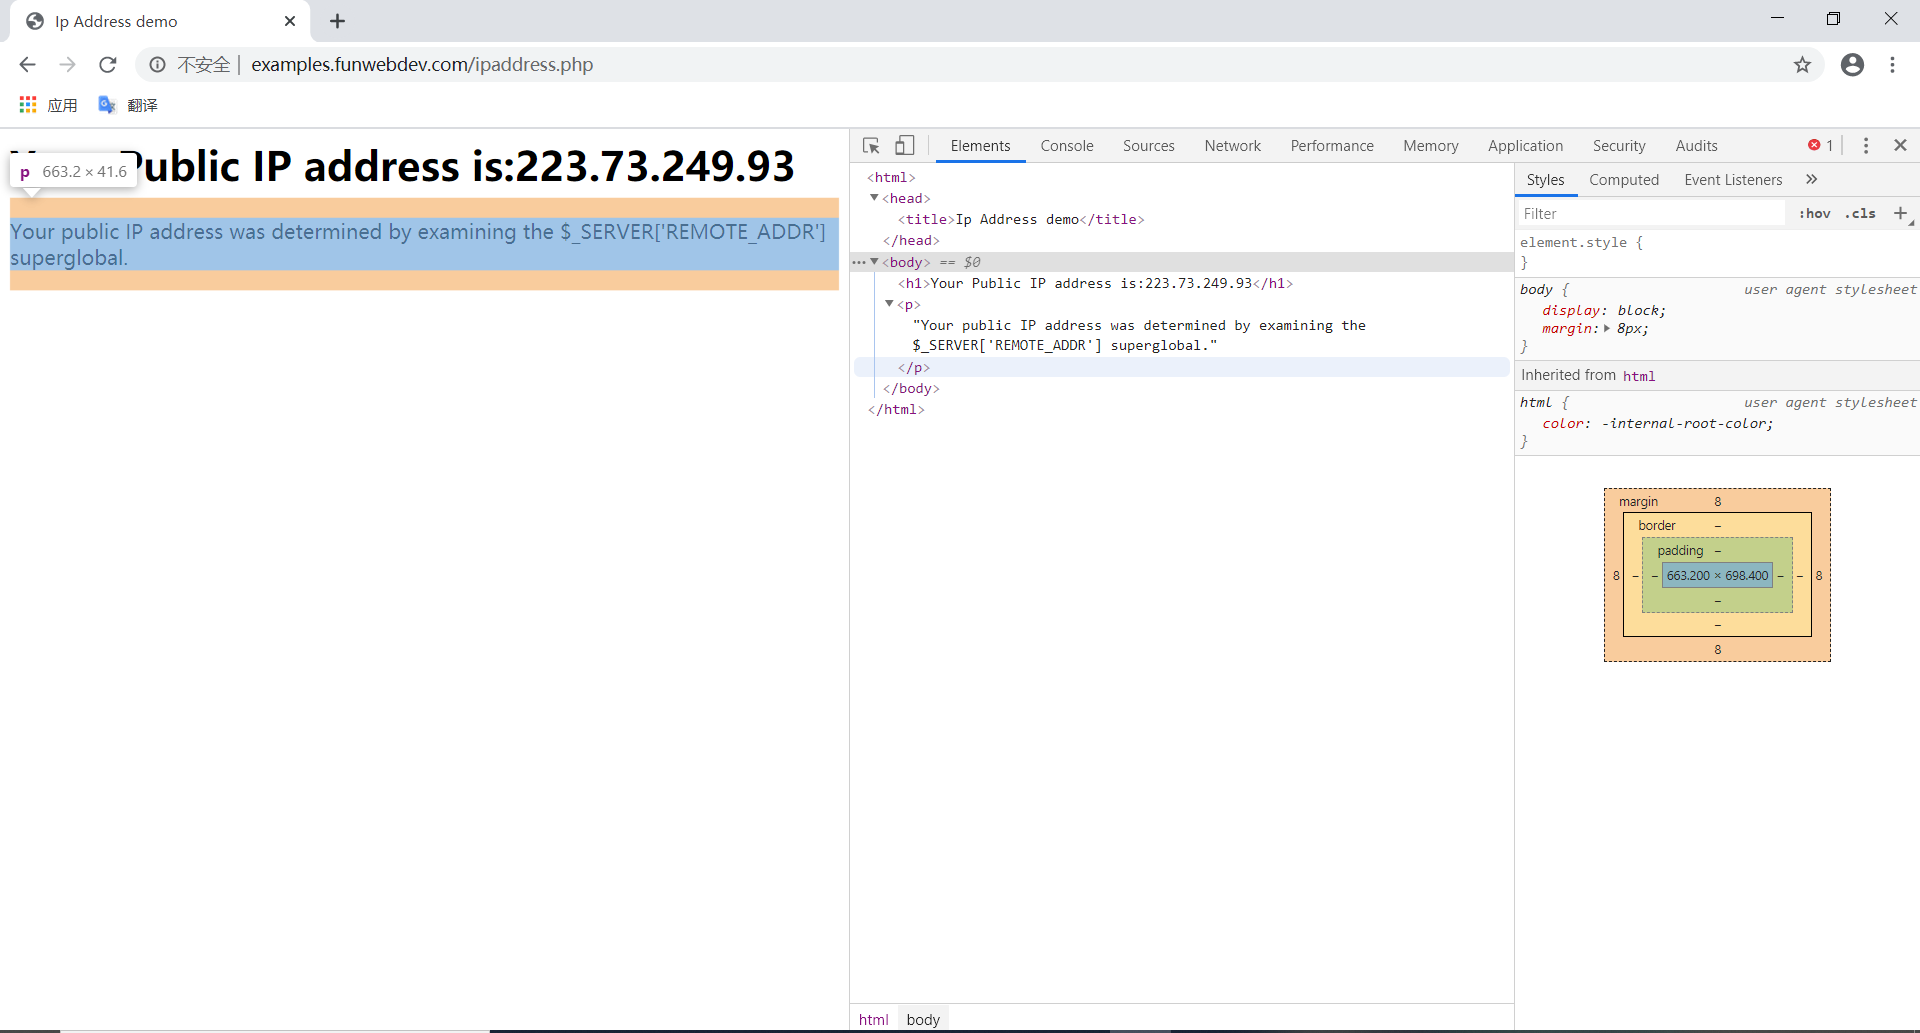 Ip Address demo
不安全 | examples.funwebdev.com/ipaddress.php
应用 翻译
Public IP address is:223.73.249.93
p 663.2 × 41.6
Your public IP address was determined by examining the $_SERVER['REMOTE_ADDR']
superglobal.
Elements Console Sources Network Performance Memory Application Security Audits 1
<html>
<head>
<title>Ip Address demo</title>
</head>
<body> == $0
<h1>Your Public IP address is:223.73.249.93</h1>
<p>
"Your public IP address was determined by examining the
$_SERVER['REMOTE_ADDR'] superglobal."
</p>
</body>
</html>
html body
Styles Computed Event Listeners »
Filter :hov .cls +
element.style {
}
body { user agent stylesheet
display: block;
margin: 8px;
}
Inherited from html
html { user agent stylesheet
color: -internal-root-color;
}
margin 8
border –
padding –
8 – – 663.200 × 698.400 – – 8
–
–
8